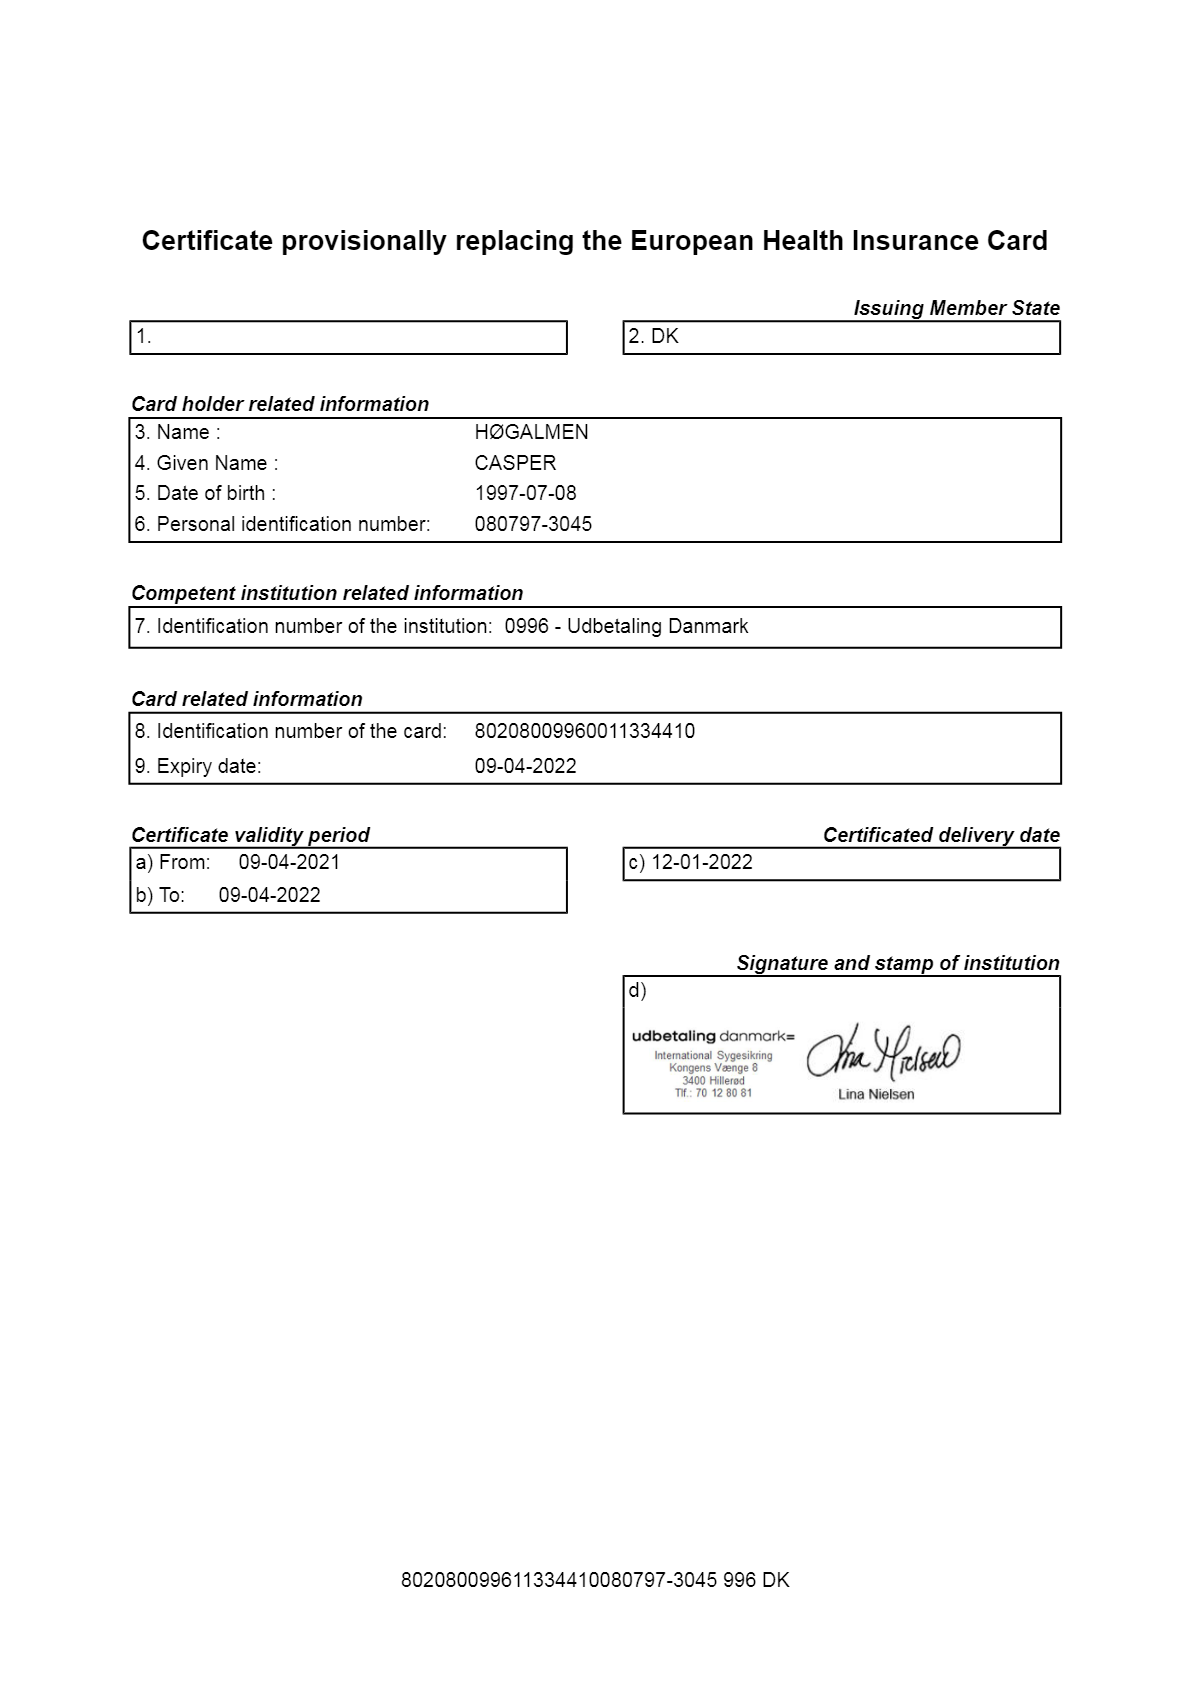 Certificate provisionally replacing the European Health Insurance Card
Issuing Member State
1.
2. DK
Card holder related information
3. Name : HØGALMEN
4. Given Name : CASPER
5. Date of birth : 1997-07-08
6. Personal identification number: 080797-3045
Competent institution related information
7. Identification number of the institution: 0996 - Udbetaling Danmark
Card related information
8. Identification number of the card: 80208009960011334410
9. Expiry date: 09-04-2022
Certificate validity period
a) From: 09-04-2021
b) To: 09-04-2022
Certificated delivery date
c) 12-01-2022
Signature and stamp of institution
d)
udbetaling danmark=
International Sygesikring
Kongens Vænge 8
3400 Hillerød
Tlf.: 70 12 80 81
Lina Nielsen
Lina Nielsen
802080099611334410080797-3045 996 DK